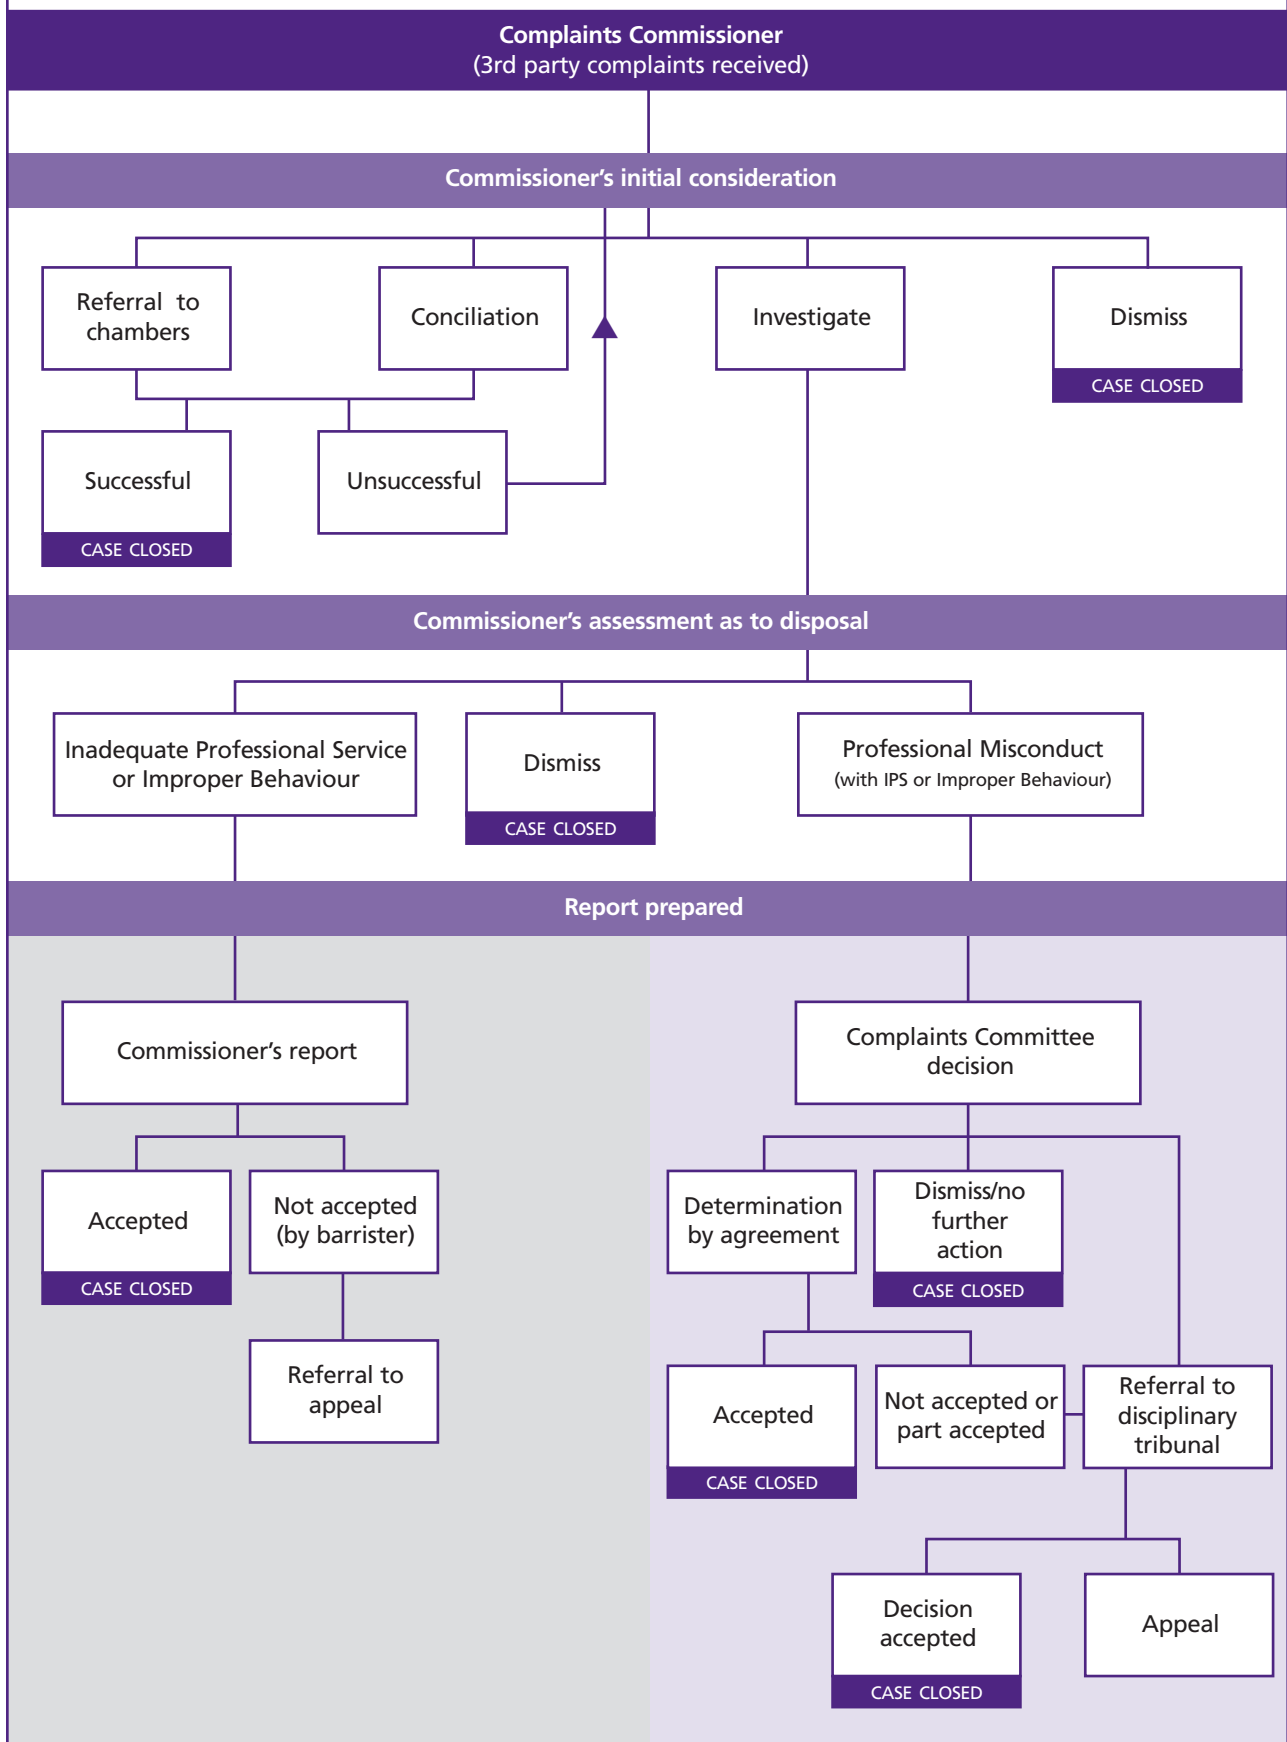 Complaints Commissioner
(3rd party complaints received)
Commissioner's initial consideration
Referral to
chambers
Conciliation
Investigate
Dismiss
CASE CLOSED
Successful
CASE CLOSED
Unsuccessful
Commissioner's assessment as to disposal
Inadequate Professional Service
or Improper Behaviour
Dismiss
CASE CLOSED
Professional Misconduct
(with IPS or Improper Behaviour)
Report prepared
Commissioner's report
Accepted
CASE CLOSED
Not accepted
(by barrister)
Referral to
appeal
Complaints Committee
decision
Determination
by agreement
Dismiss/no
further
action
CASE CLOSED
Accepted
CASE CLOSED
Not accepted or
part accepted
Referral to
disciplinary
tribunal
Decision
accepted
CASE CLOSED
Appeal